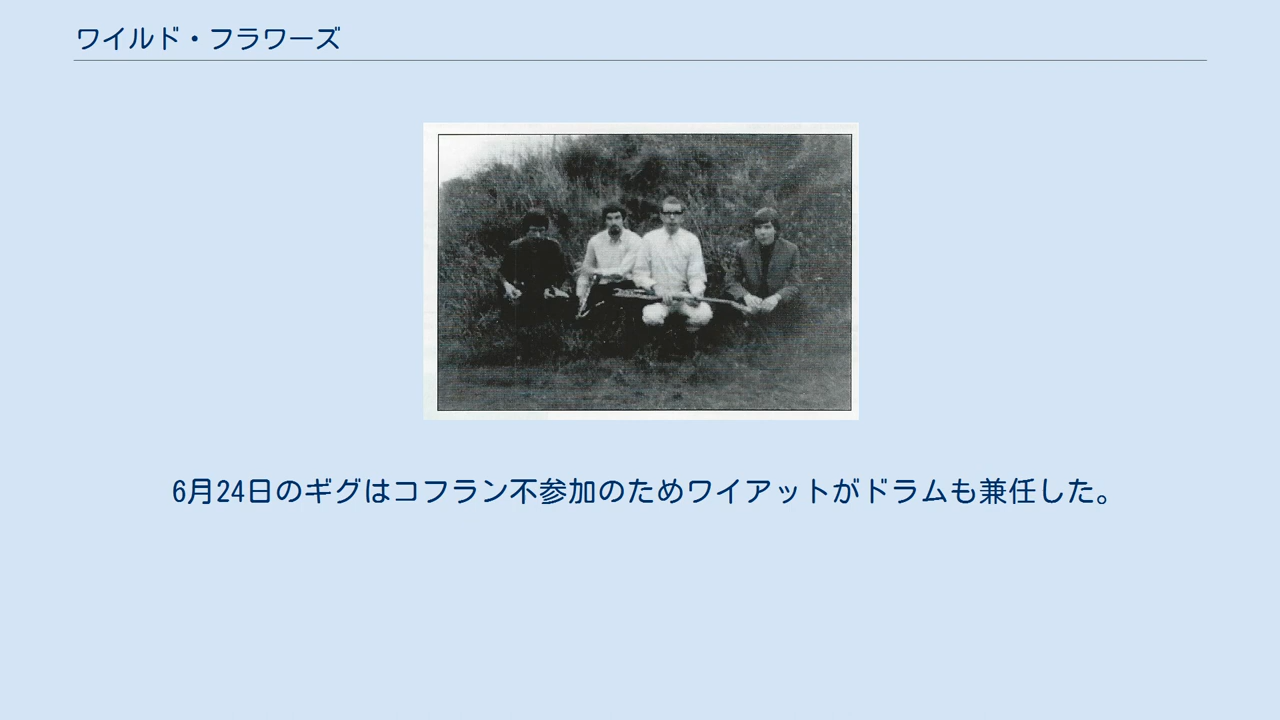 ワイルド・フラワーズ
6月24日のギグはコフラン不参加のためワイアットがドラムも兼任した。